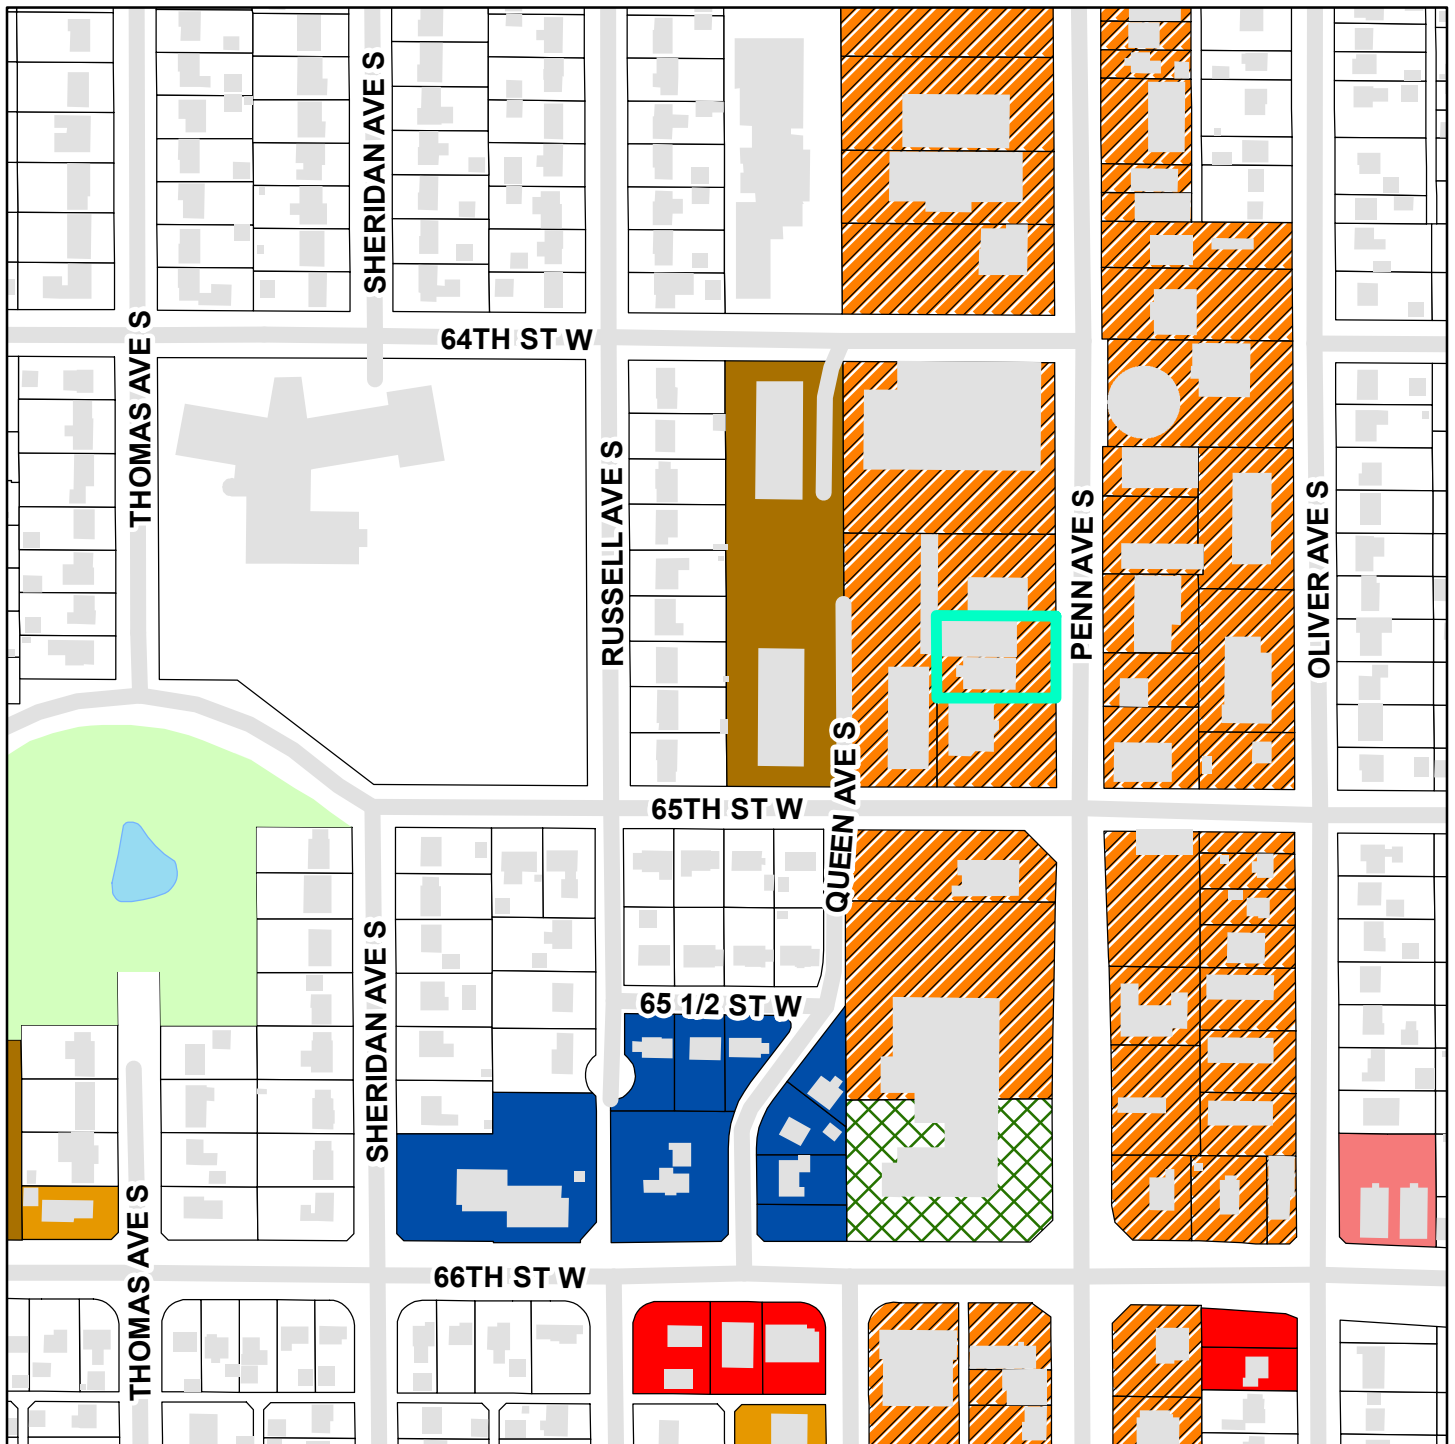 SHERIDAN AVE S
64TH ST W
THOMAS AVE S
RUSSELL AVE S
PENN AVE S
OLIVER AVE S
QUEEN AVE S
65TH ST W
65 1/2 ST W
SHERIDAN AVE S
THOMAS AVE S
66TH ST W